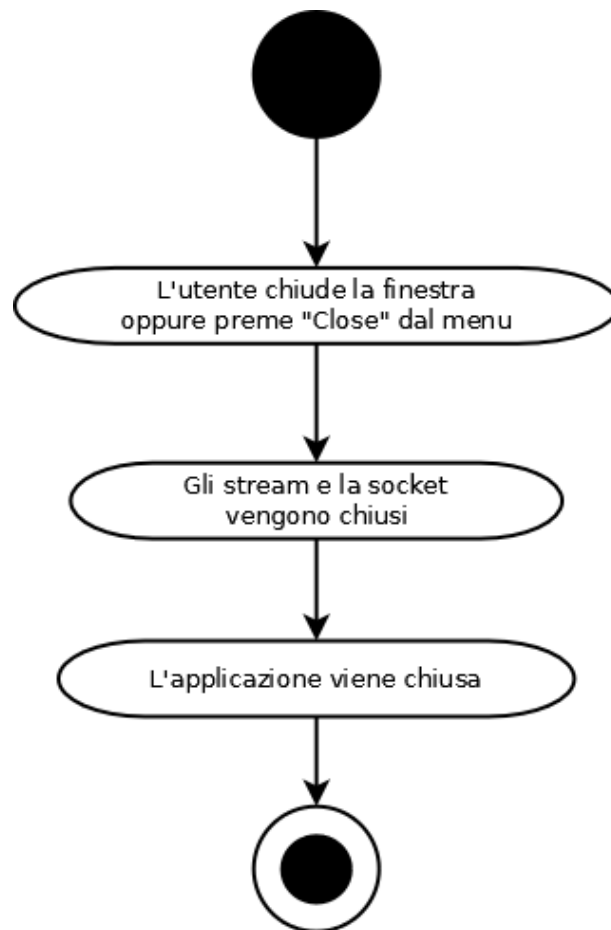 L'utente chiude la finestra
oppure preme "Close" dal menu
Gli stream e la socket
vengono chiusi
L'applicazione viene chiusa